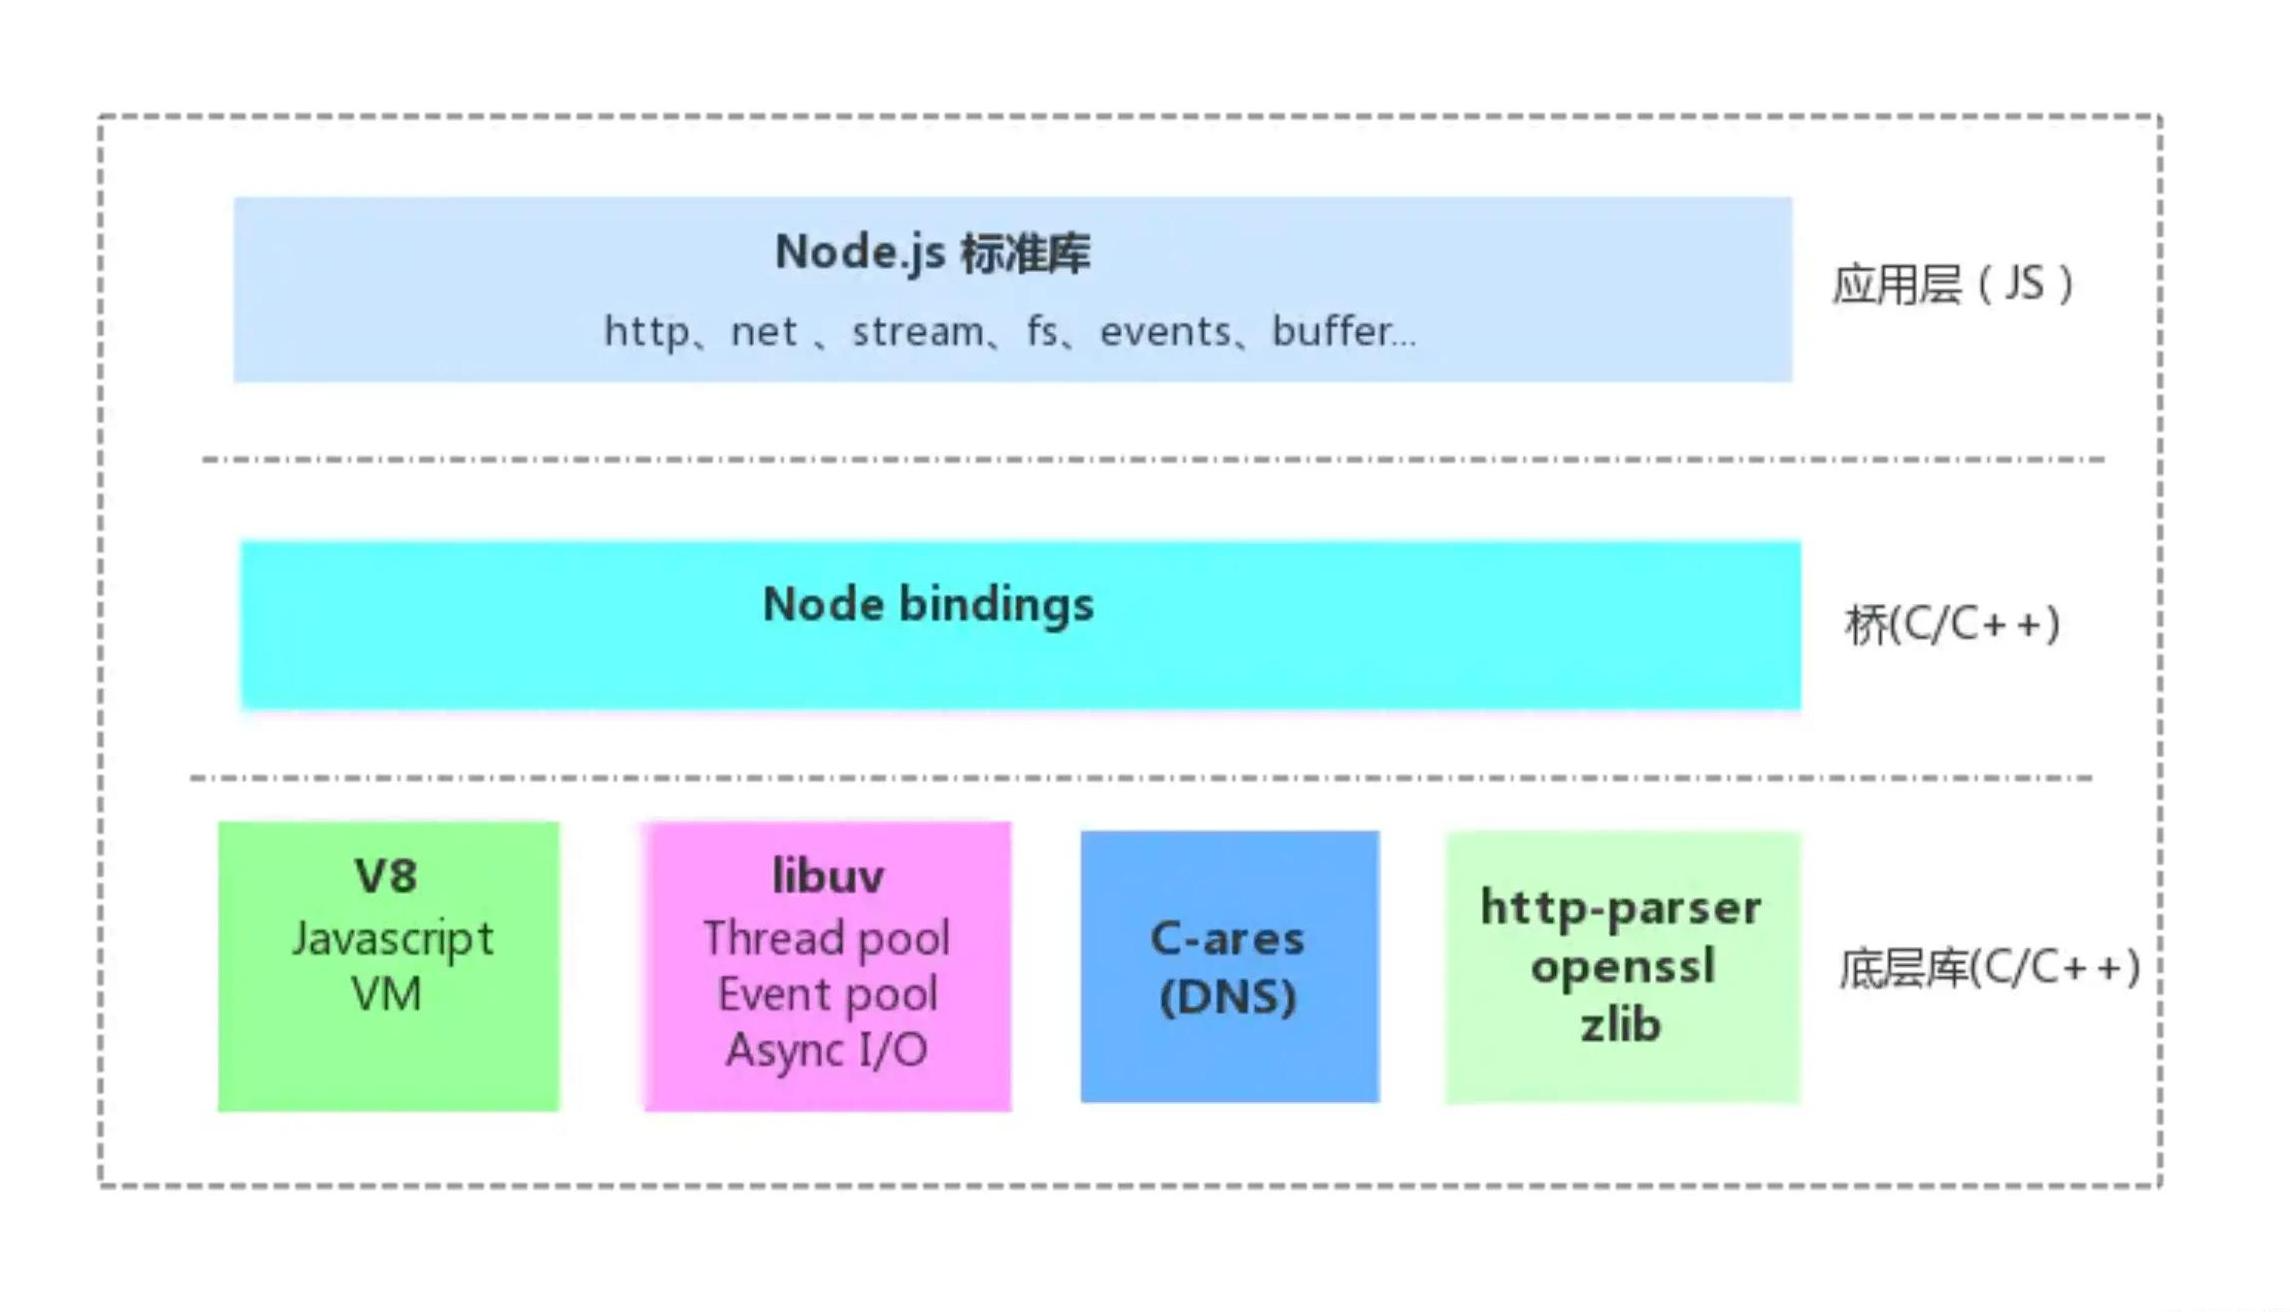 Node.js 标准库
http、net 、stream、fs、events、buffer...
应用层（JS）
Node bindings
桥(C/C++)
V8
Javascript
VM
libuv
Thread pool
Event pool
Async I/O
C-ares
(DNS)
http-parser
openssl
zlib
底层库(C/C++)